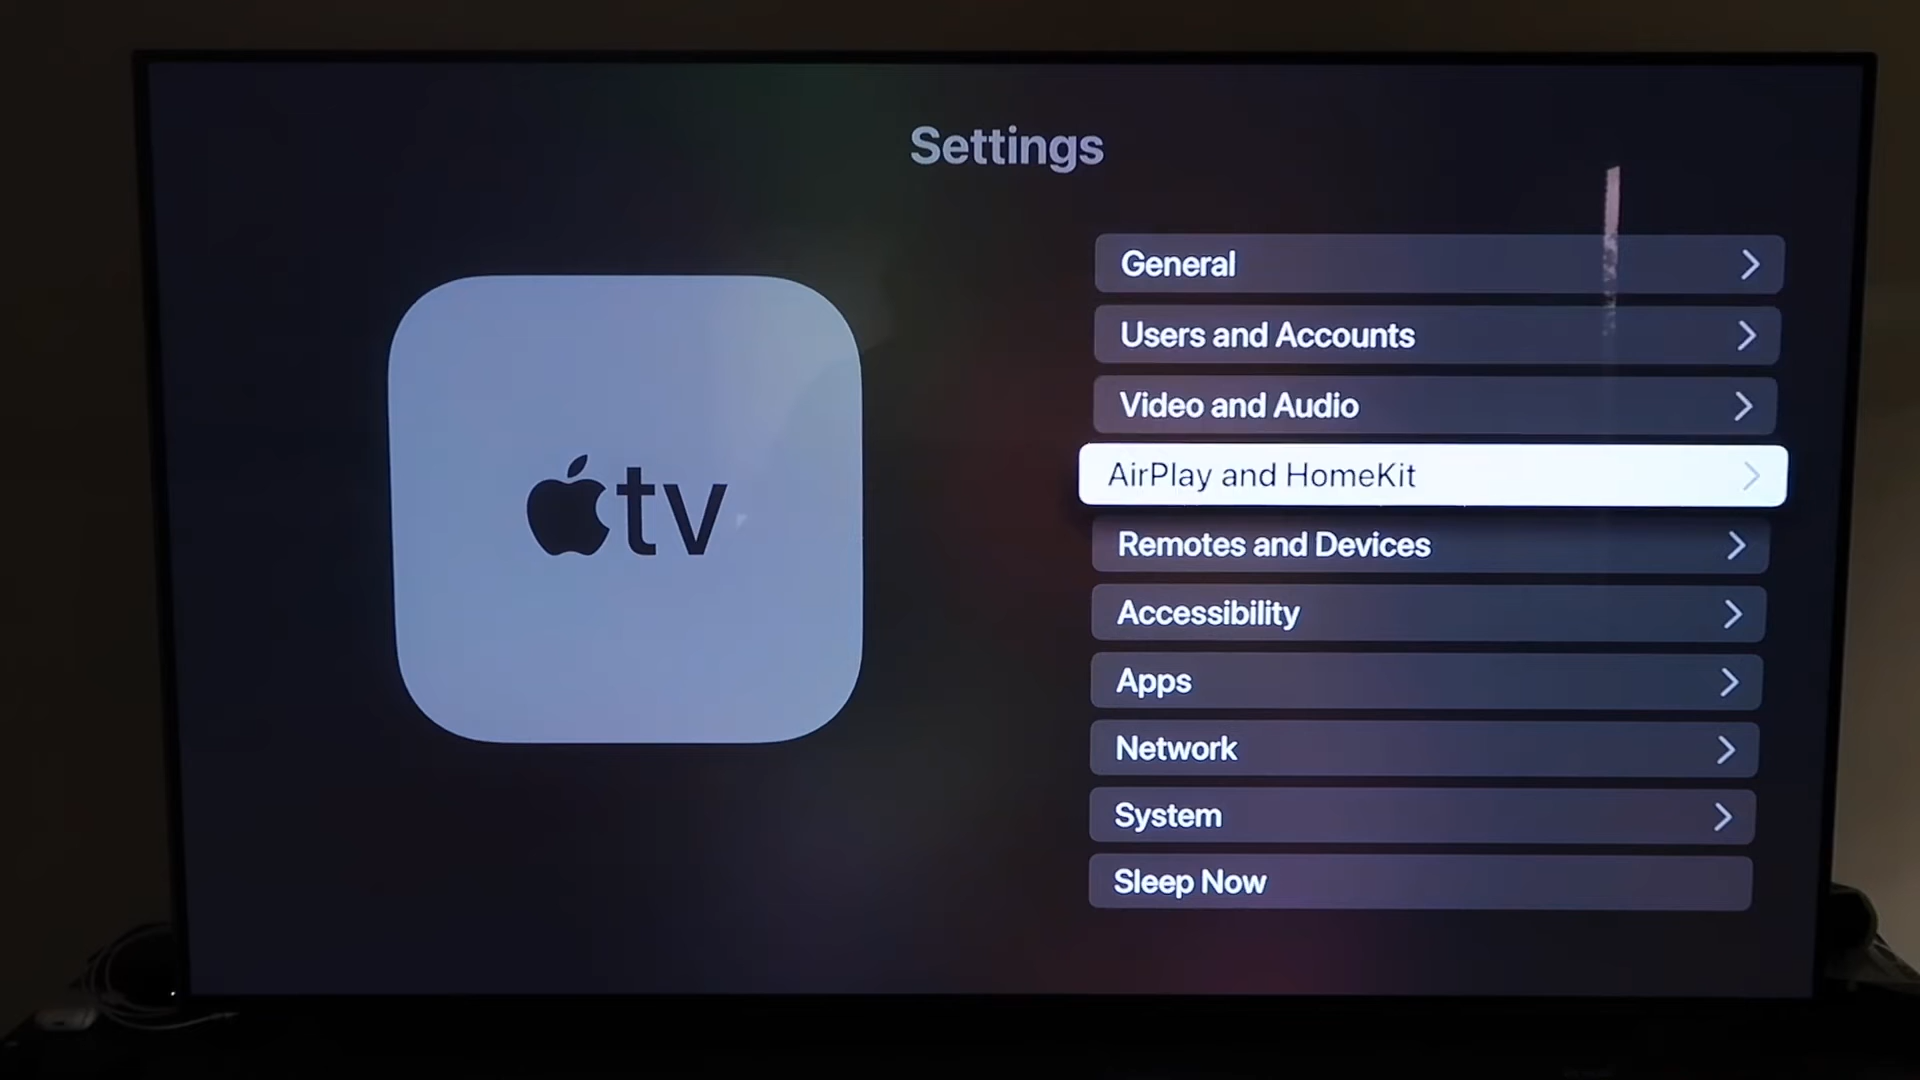 Settings
tv
General
Users and Accounts
Video and Audio
AirPlay and HomeKit
Remotes and Devices
Accessibility
Apps
Network
System
Sleep Now